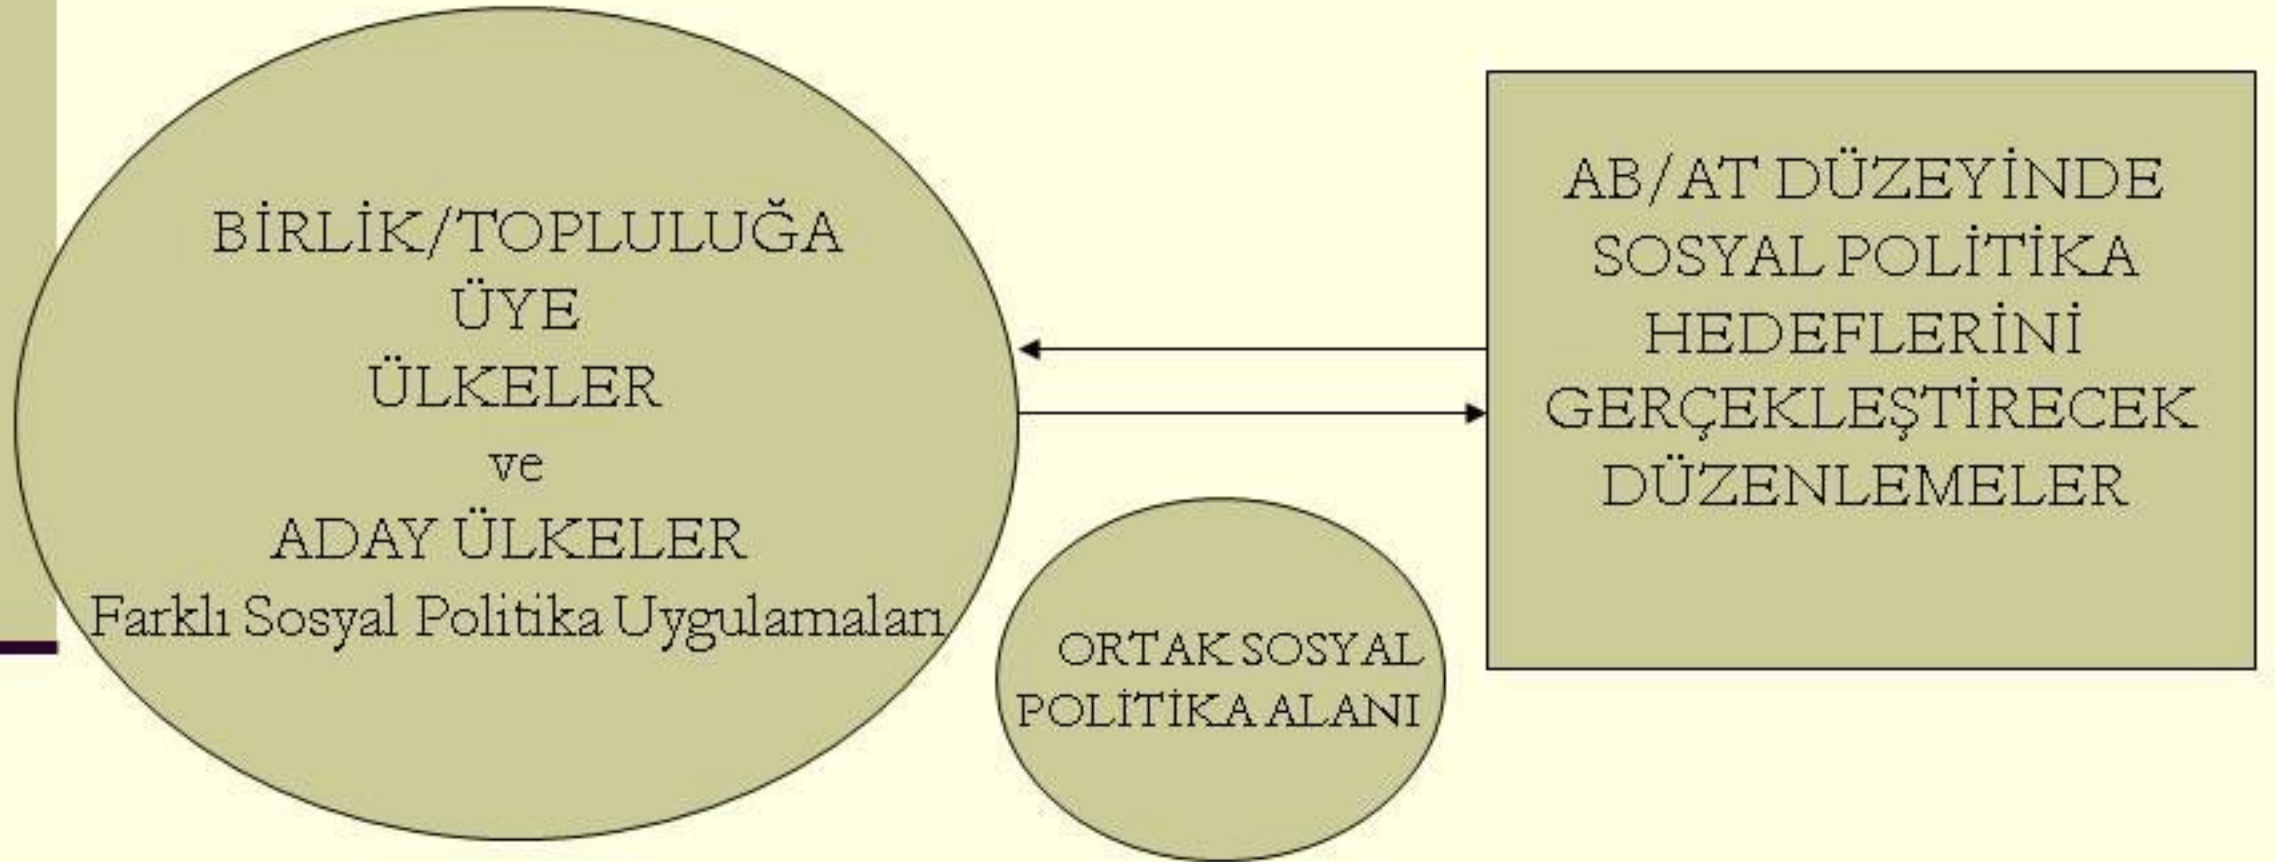 BİRLİK/TOPLULUĞA
ÜYE
ÜLKELER
ve
ADAY ÜLKELER
Farklı Sosyal Politika Uygulamaları
ORTAK SOSYAL
POLİTİKA ALANI
AB/AT DÜZEYİNDE
SOSYAL POLİTİKA
HEDEFLERİNİ
GERÇEKLEŞTİRECEK
DÜZENLEMELER